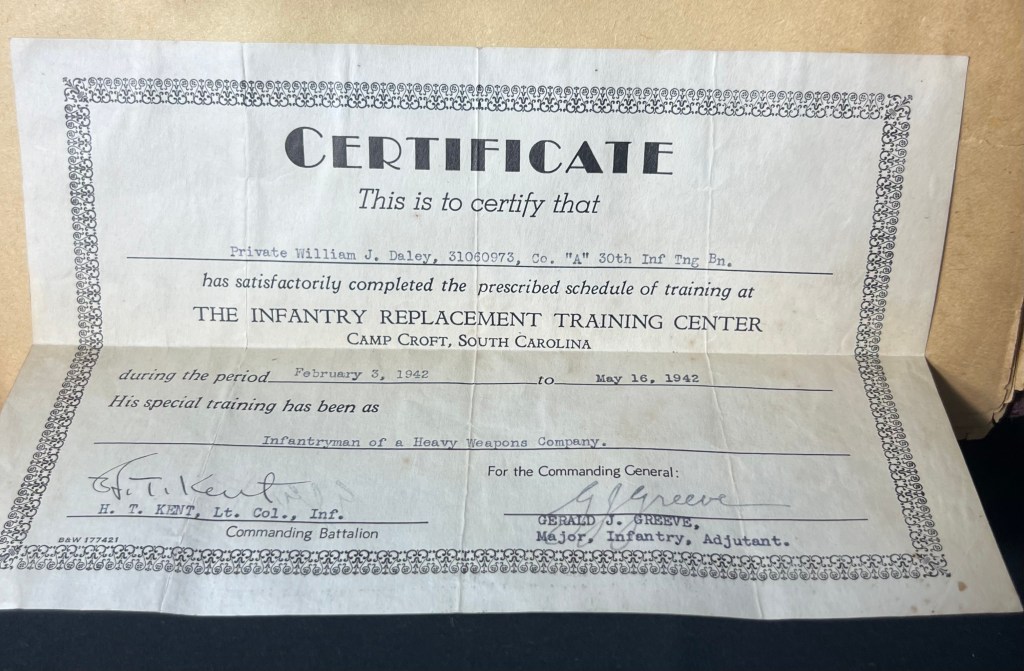 CERTIFICATE
This is to certify that
Private William J. Daley, 31060973, Co. "A" 30th Inf Tng Bn.
has satisfactorily completed the prescribed schedule of training at
THE INFANTRY REPLACEMENT TRAINING CENTER
CAMP CROFT, SOUTH CAROLINA
during the period February 3, 1942 to May 16, 1942
His special training has been as
Infantryman of a Heavy Weapons Company.
For the Commanding General:
H. T. Kent
G J Greeve
H. T. KENT, Lt. Col., Inf.
GERALD J. GREEVE,
Commanding Battalion
Major, Infantry, Adjutant.
B&W 177421